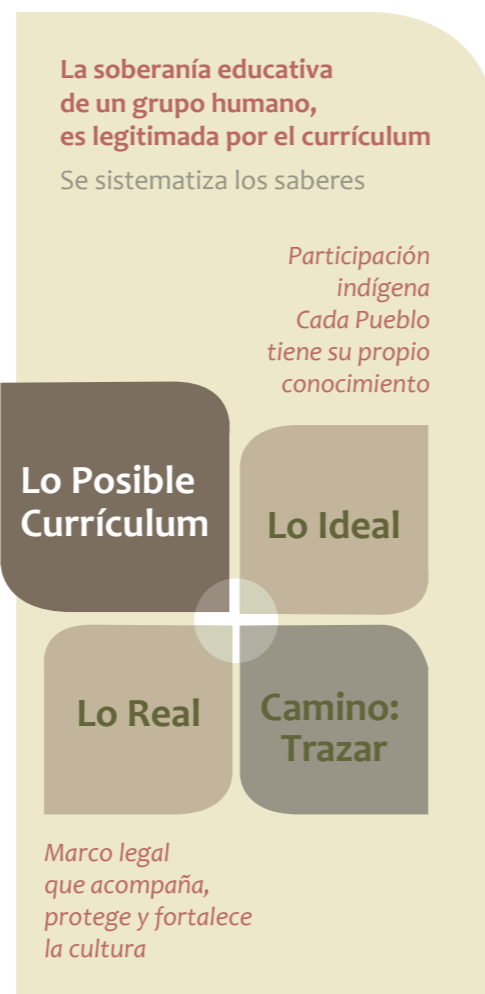 La soberanía educativa
de un grupo humano,
es legitimada por el currículum
Se sistematiza los saberes
Participación
indígena
Cada Pueblo
tiene su propio
conocimiento
Lo Posible
Currículum
Lo Ideal
Lo Real
Camino:
Trazar
Marco legal
que acompaña,
protege y fortalece
la cultura